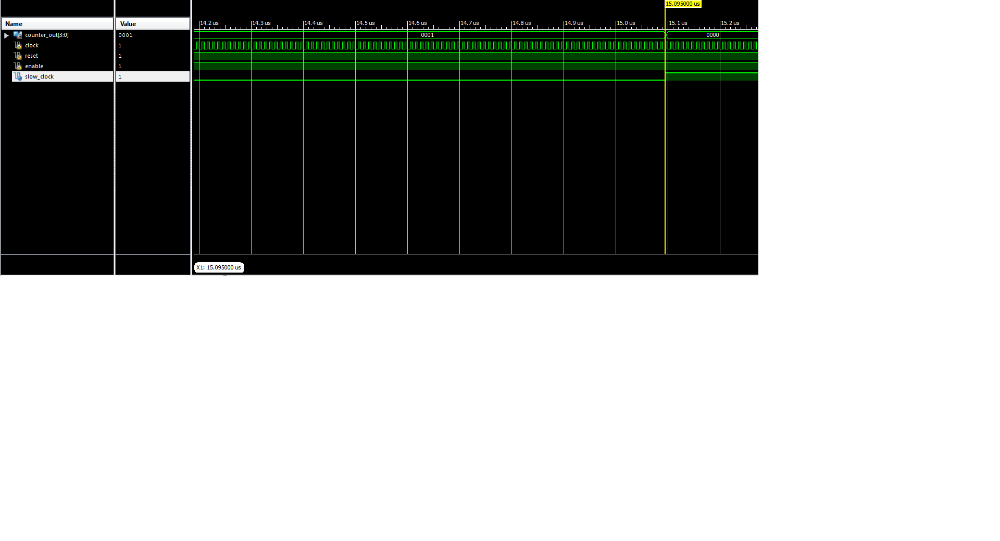 15.095000 us
Name Value
14.2 us 14.3 us 14.4 us 14.5 us 14.6 us 14.7 us 14.8 us 14.9 us 15.0 us 15.1 us 15.2 us
counter_out[3:0] 0001 0001 0000
clock 1
reset 1
enable 1
slow_clock 1
X1: 15.095000 us